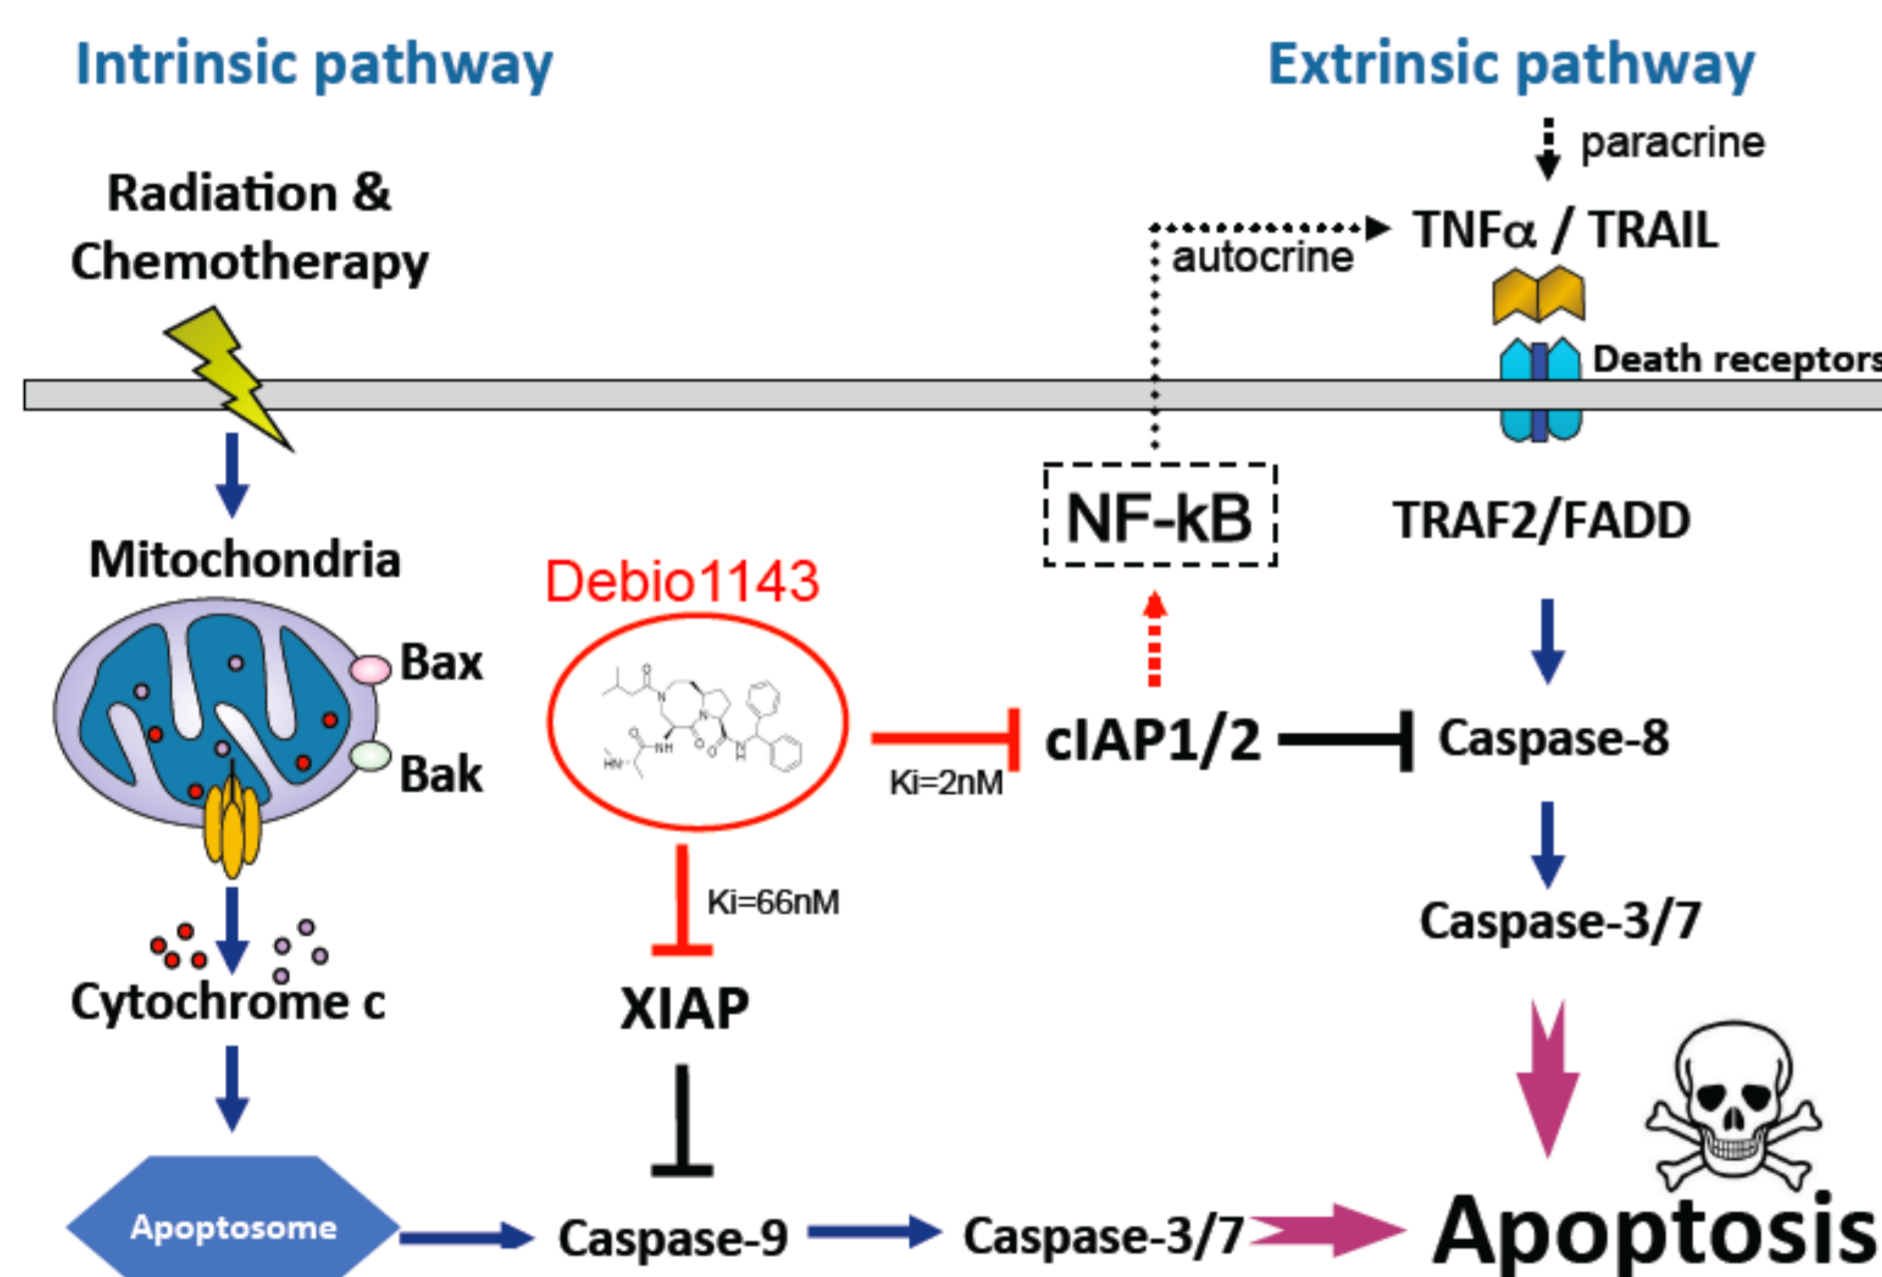 Intrinsic pathway
Extrinsic pathway
paracrine
Radiation &
Chemotherapy
TNFα / TRAIL
autocrine
Death receptors
NF-kB
TRAF2/FADD
Mitochondria
Debio1143
Bax
Bak
cIAP1/2
Caspase-8
Ki=2nM
Ki=66nM
Caspase-3/7
Cytochrome c
XIAP
Apoptosome
Caspase-9
Caspase-3/7
Apoptosis